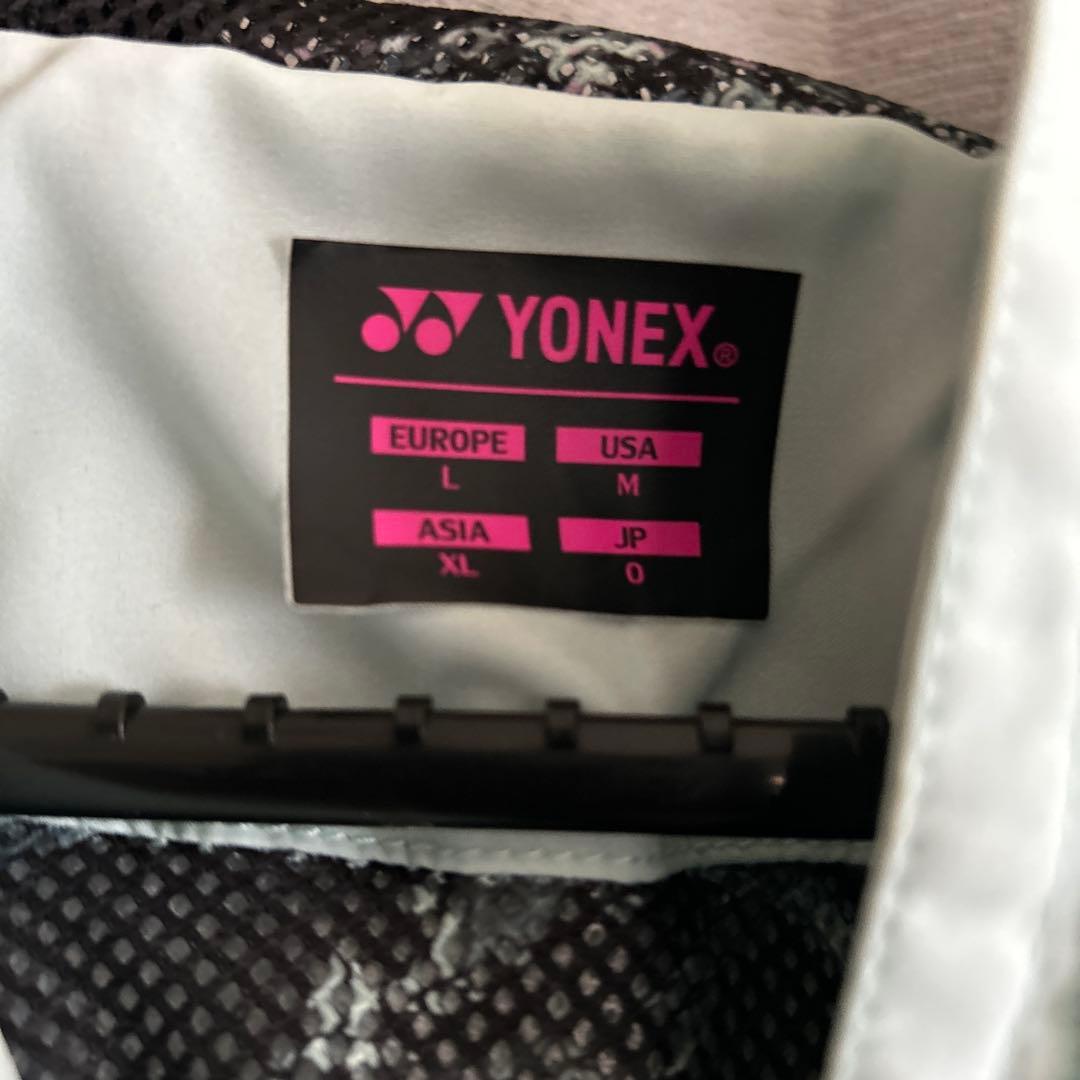 YONEX®
EUROPE USA
L M
ASIA JP
XL O